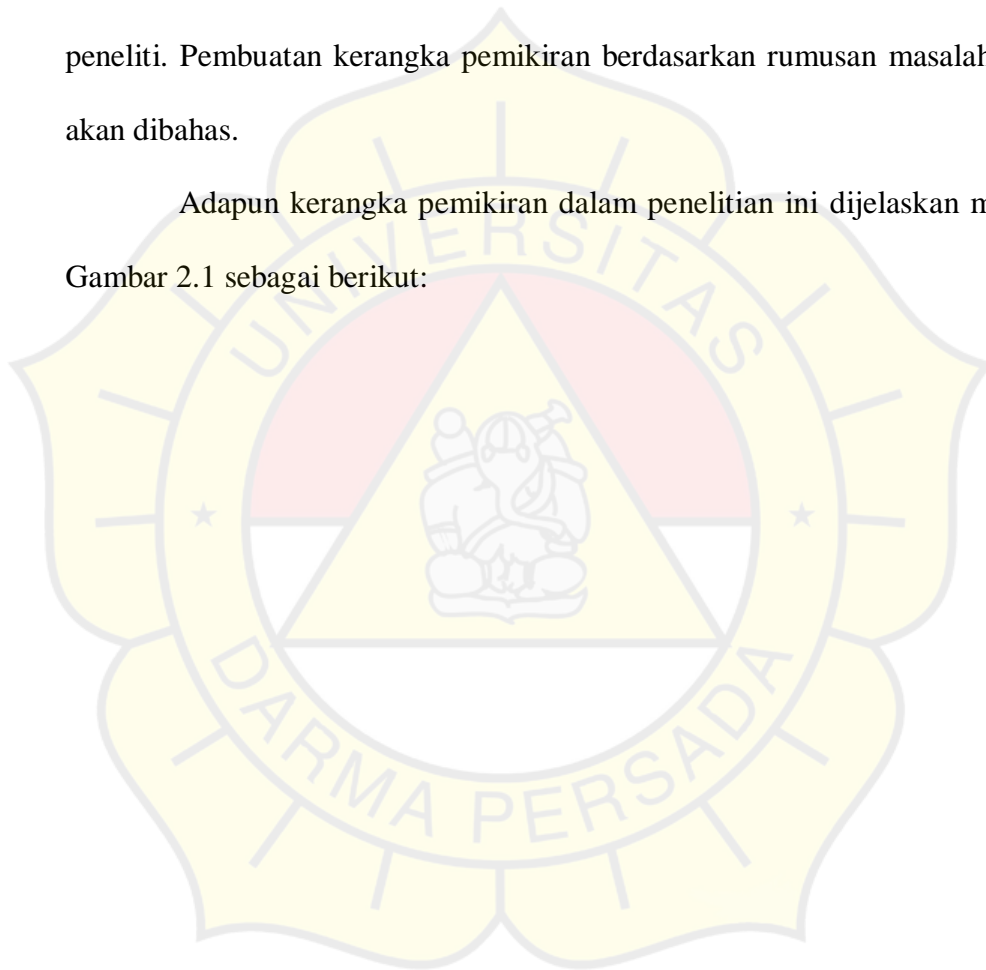 peneliti. Pembuatan kerangka pemikiran berdasarkan rumusan masalah
akan dibahas.
Adapun kerangka pemikiran dalam penelitian ini dijelaskan
Gambar 2.1 sebagai berikut:
UNIVERSITAS
DARMA PERSADA